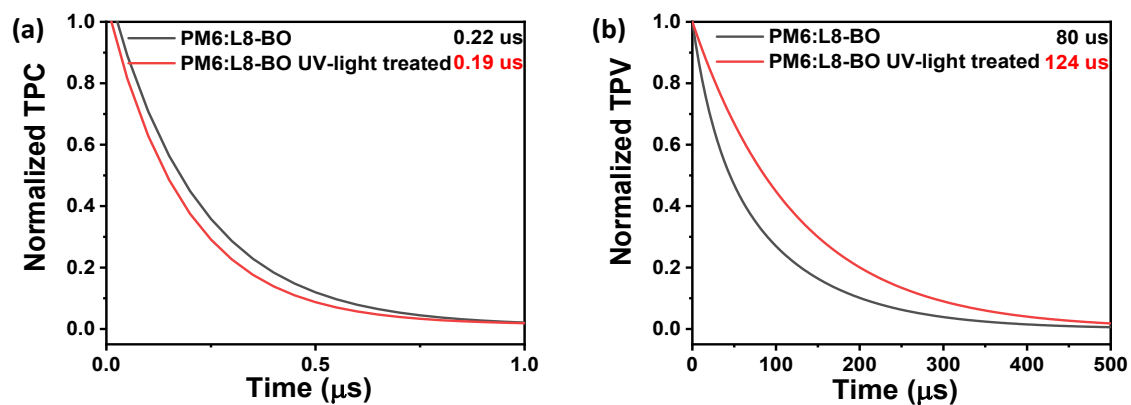 (a)
PM6:L8-BO 0.22 us
PM6:L8-BO UV-light treated 0.19 us
Normalized TPC
1.0
0.8
0.6
0.4
0.2
0.0
0.0 0.5 1.0
Time (μs)
(b)
PM6:L8-BO 80 us
PM6:L8-BO UV-light treated 124 us
Normalized TPV
1.0
0.8
0.6
0.4
0.2
0.0
0 100 200 300 400 500
Time (μs)